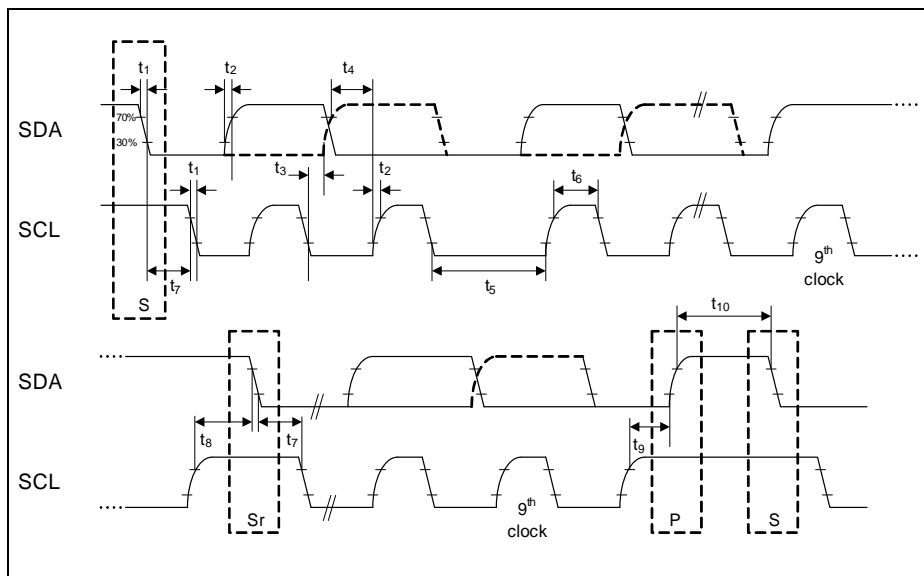 t1 t2 t4
SDA 70%
30%
t1 t3 t2 t6
SCL
t7 t5 9th
clock
S
t10
SDA
t8 t7 t9
SCL
Sr 9th P S
clock